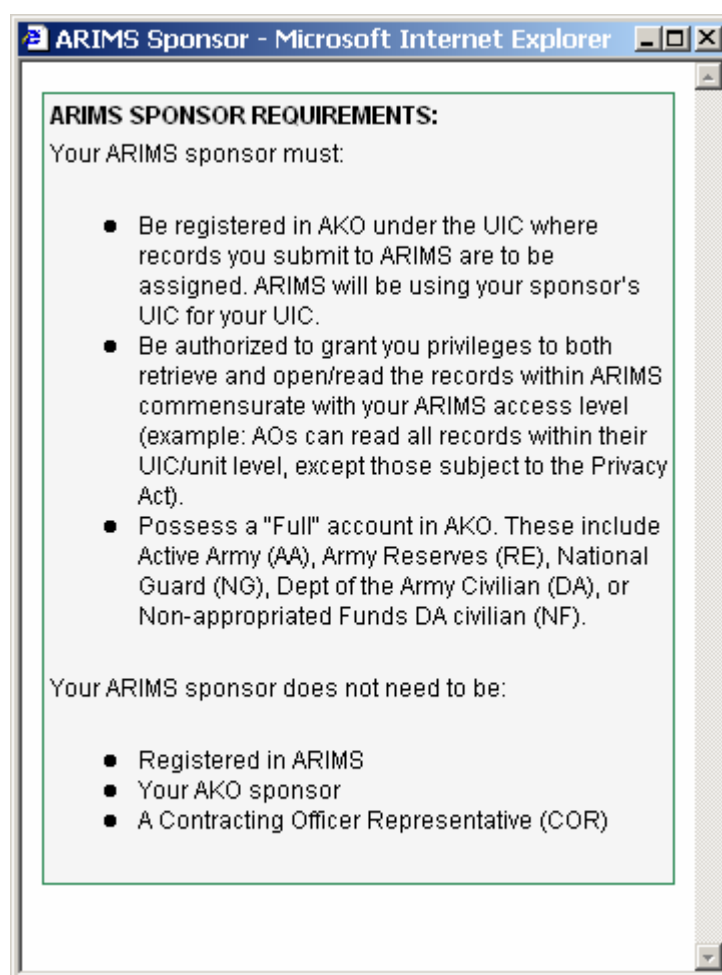 ARIMS Sponsor - Microsoft Internet Explorer
ARIMS SPONSOR REQUIREMENTS:
Your ARIMS sponsor must:
● Be registered in AKO under the UIC where
records you submit to ARIMS are to be
assigned. ARIMS will be using your sponsor's
UIC for your UIC.
● Be authorized to grant you privileges to both
retrieve and open/read the records within ARIMS
commensurate with your ARIMS access level
(example: AOs can read all records within their
UIC/unit level, except those subject to the Privacy
Act).
● Possess a "Full" account in AKO. These include
Active Army (AA), Army Reserves (RE), National
Guard (NG), Dept of the Army Civilian (DA), or
Non-appropriated Funds DA civilian (NF).
Your ARIMS sponsor does not need to be:
● Registered in ARIMS
● Your AKO sponsor
● A Contracting Officer Representative (COR)